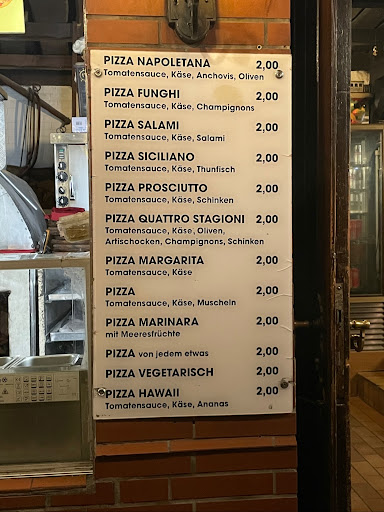 PIZZA NAPOLETANA 2,00
Tomatensauce, Käse, Anchovis, Oliven
PIZZA FUNGHI 2,00
Tomatensauce, Käse, Champignons
PIZZA SALAMI 2,00
Tomatensauce, Käse, Salami
PIZZA SICILIANO 2,00
Tomatensauce, Käse, Thunfisch
PIZZA PROSCIUTTO 2,00
Tomatensauce, Käse, Schinken
PIZZA QUATTRO STAGIONI 2,00
Tomatensauce, Käse, Oliven,
Artischocken, Champignons, Schinken
PIZZA MARGARITA 2,00
Tomatensauce, Käse
PIZZA 2,00
Tomatensauce, Käse, Muscheln
PIZZA MARINARA 2,00
mit Meeresfrüchte
PIZZA von jedem etwas 2,00
PIZZA VEGETARISCH 2,00
PIZZA HAWAII 2,00
Tomatensauce, Käse, Ananas